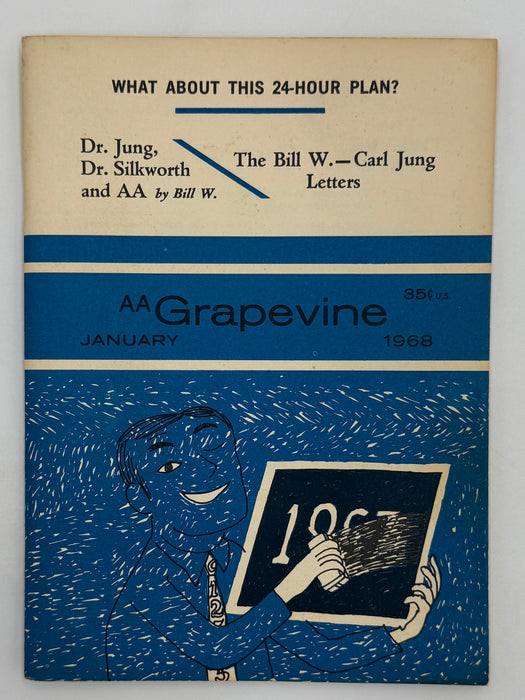 WHAT ABOUT THIS 24-HOUR PLAN?
Dr. Jung,
Dr. Silkworth
and AA by Bill W.
The Bill W.—Carl Jung
Letters
35¢ U.S.
AA Grapevine
JANUARY 1968
196